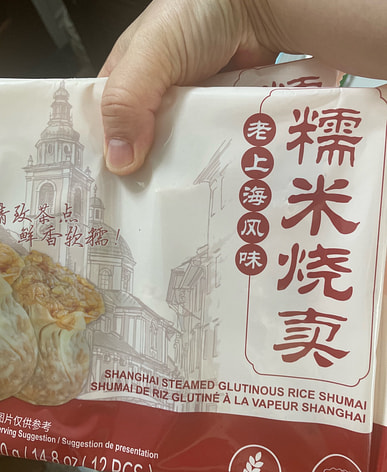 糯米烧卖
老上海风味
致茶点
鲜香软糯！
SHANGHAI STEAMED GLUTINOUS RICE SHUMAI
SHUMAI DE RIZ GLUTINÉ À LA VAPEUR SHANGHAI
图片仅供参考
erving Suggestion / Suggestion de présentation
0 g / 14.8 oz / 12 PCS